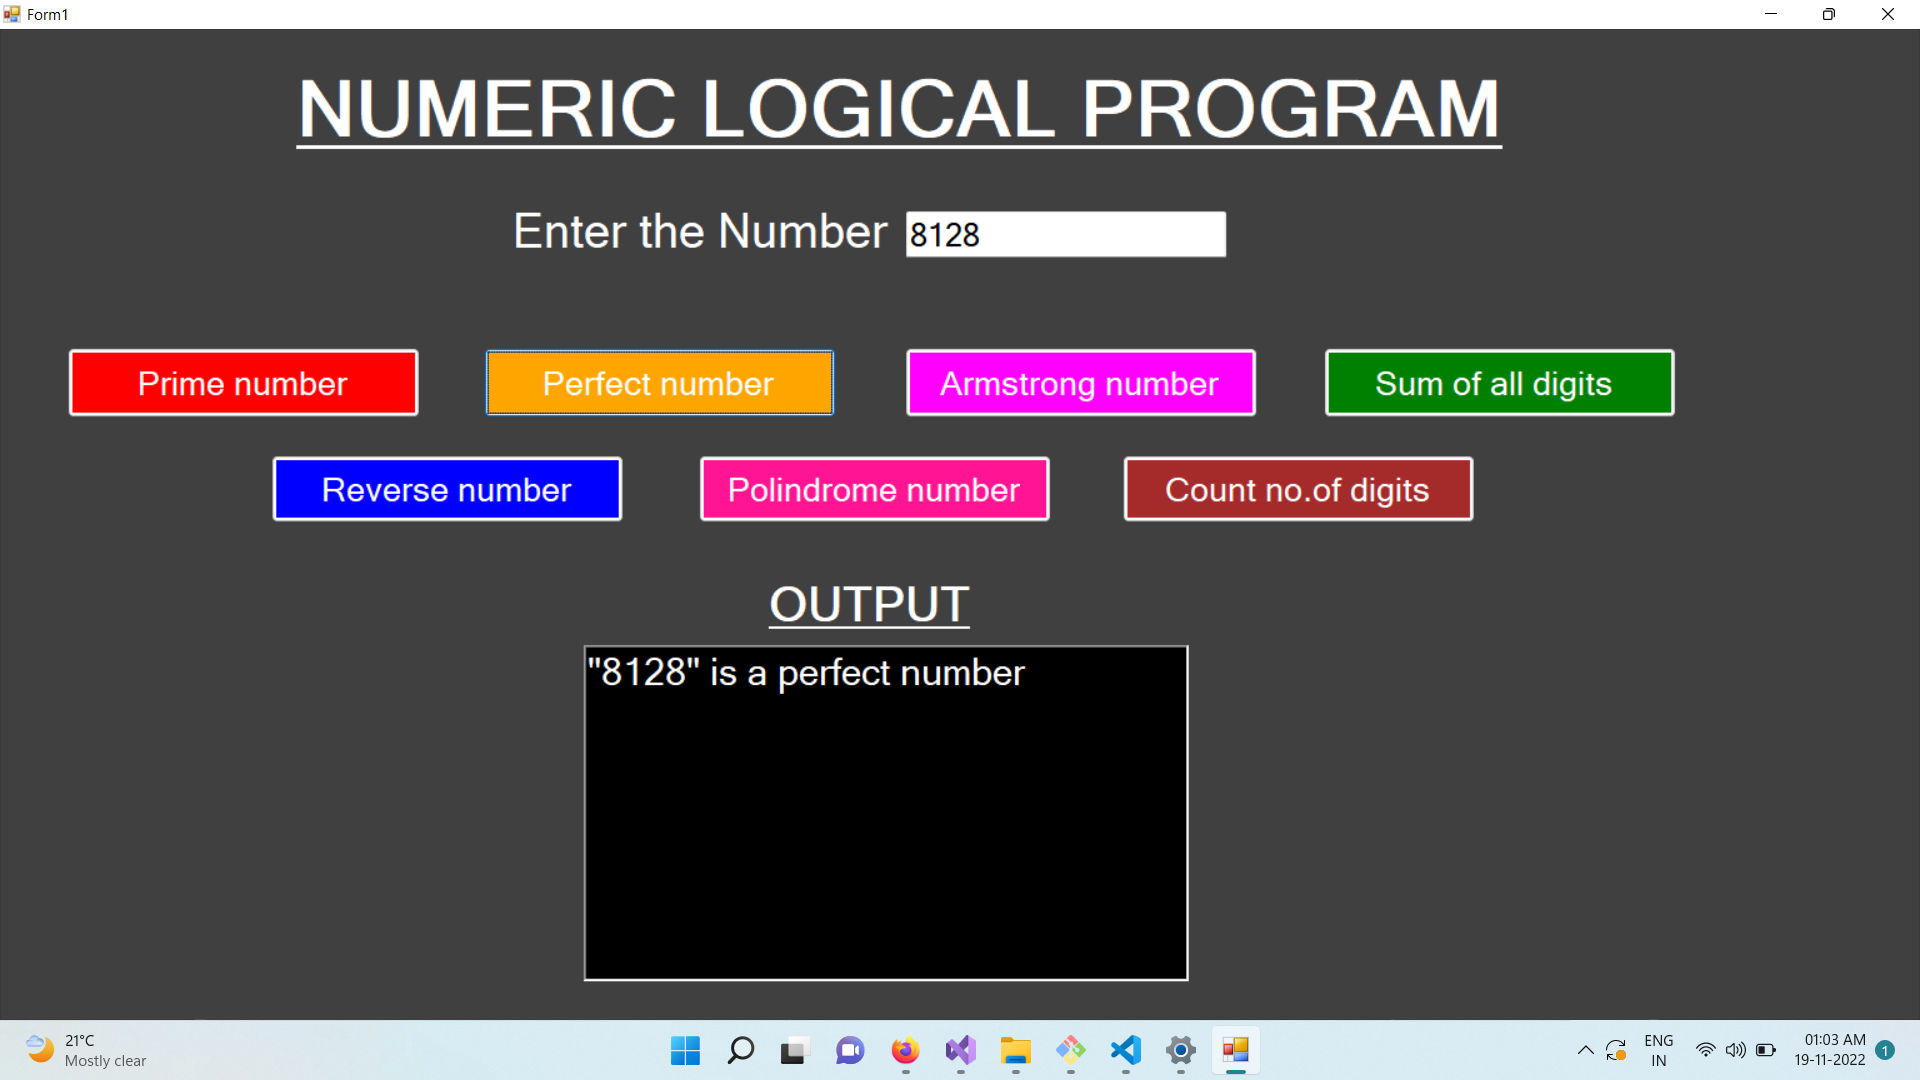 Form1
NUMERIC LOGICAL PROGRAM
Enter the Number 8128
Prime number Perfect number Armstrong number Sum of all digits
Reverse number Polindrome number Count no.of digits
OUTPUT
"8128" is a perfect number
21°C
Mostly clear
ENG
IN
01:03 AM
19-11-2022
1